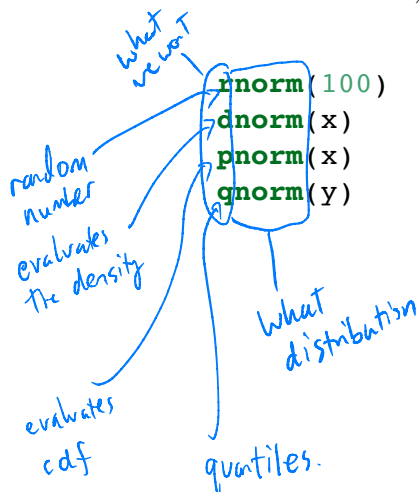 what
we want
rnorm(100)
dnorm(x)
pnorm(x)
qnorm(y)
random
number
evaluates
the density
what
distribution
evaluates
cdf
quantiles.